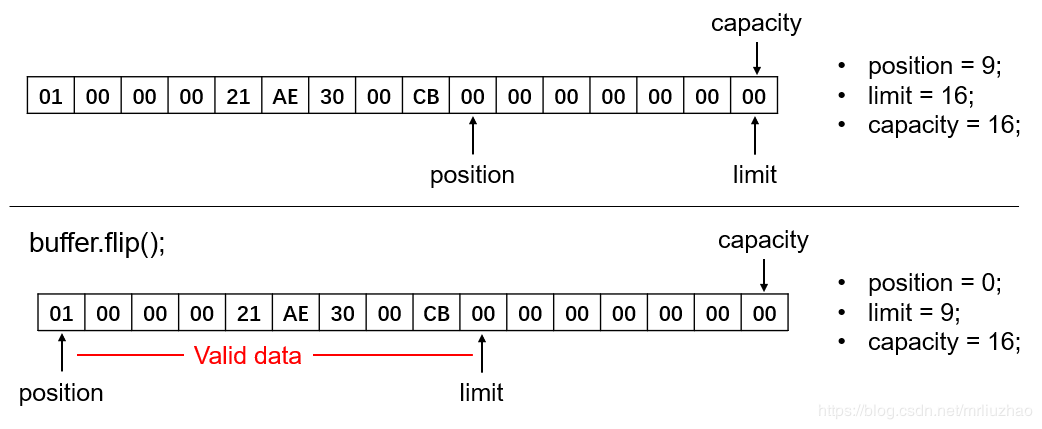 capacity
01 00 00 00 21 AE 30 00 CB 00 00 00 00 00 00 00
position
limit
• position = 9;
• limit = 16;
• capacity = 16;
buffer.flip();
capacity
01 00 00 00 21 AE 30 00 CB 00 00 00 00 00 00 00
Valid data
position
limit
• position = 0;
• limit = 9;
• capacity = 16;
https://blog.csdn.net/mrliuzhao